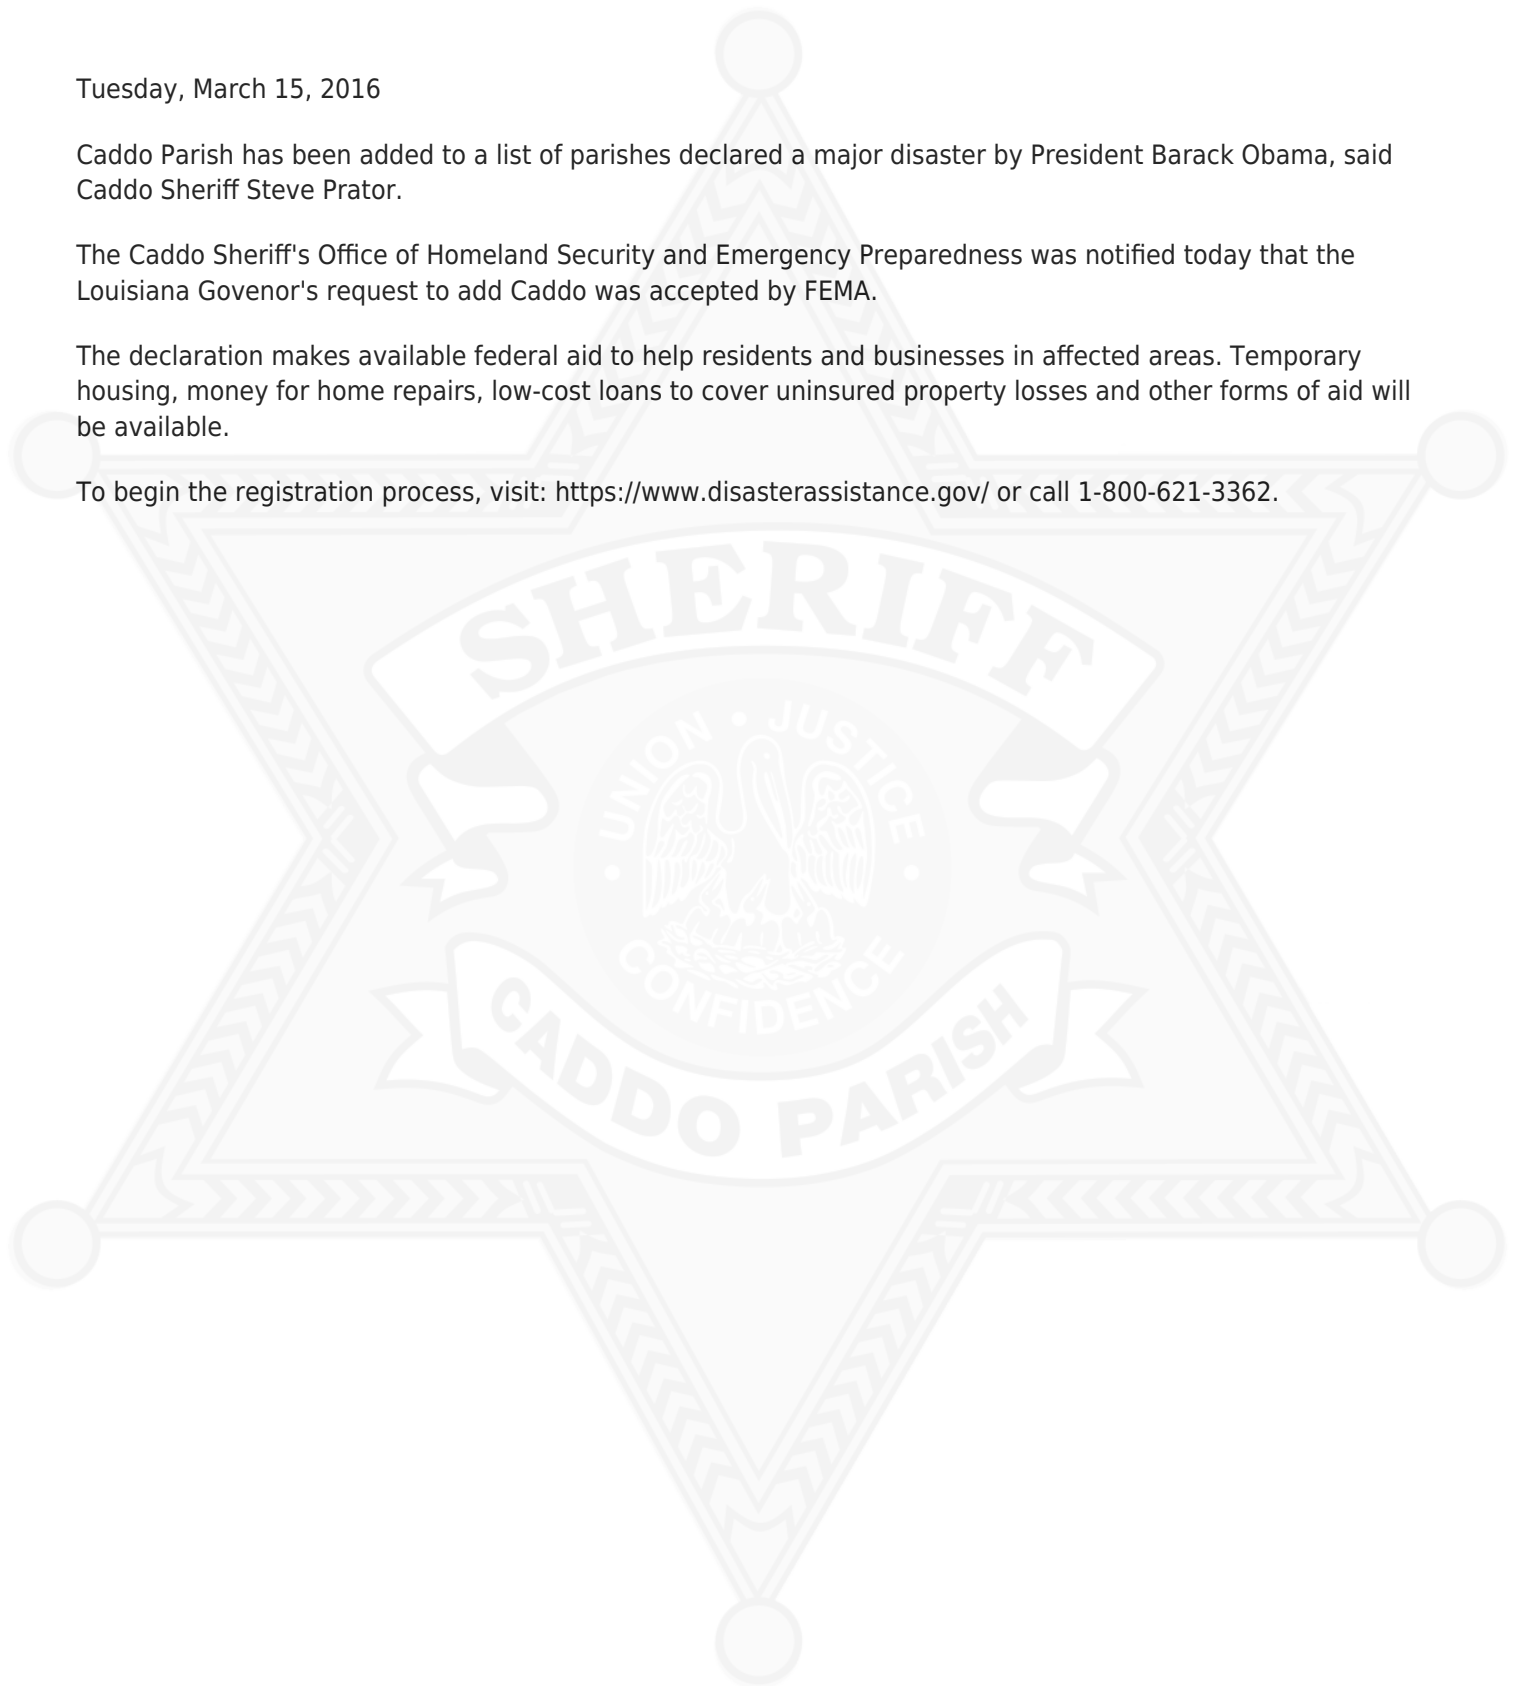 Tuesday, March 15, 2016
Caddo Parish has been added to a list of parishes declared a major disaster by President Barack Obama, said
Caddo Sheriff Steve Prator.
The Caddo Sheriff's Office of Homeland Security and Emergency Preparedness was notified today that the
Louisiana Govenor's request to add Caddo was accepted by FEMA.
The declaration makes available federal aid to help residents and businesses in affected areas. Temporary
housing, money for home repairs, low-cost loans to cover uninsured property losses and other forms of aid will
be available.
To begin the registration process, visit: https://www.disasterassistance.gov/ or call 1-800-621-3362.
SHERIFF
UNION • JUSTICE
• CONFIDENCE •
CADDO PARISH